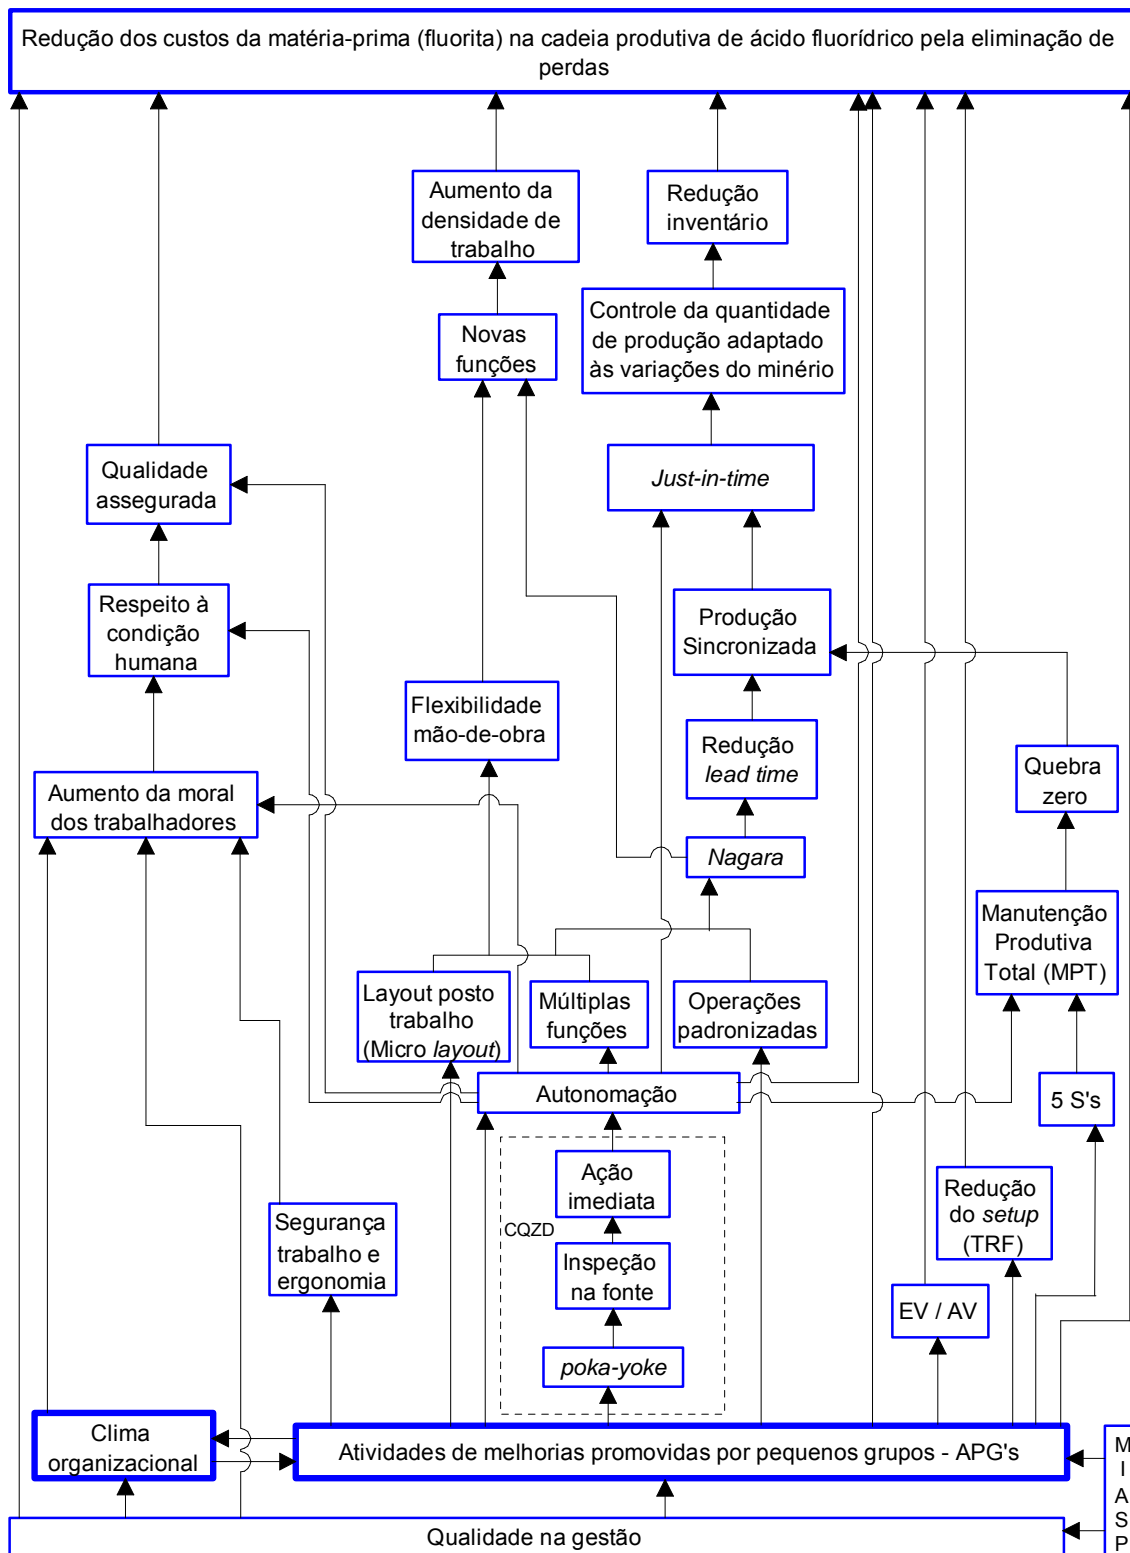 Redução dos custos da matéria-prima (fluorita) na cadeia produtiva de ácido fluorídrico pela eliminação de
perdas
Aumento da
densidade de
trabalho
Redução
inventário
Controle da quantidade
de produção adaptado
às variações do minério
Novas
funções
Qualidade
assegurada
Just-in-time
Respeito à
condição
humana
Produção
Sincronizada
Flexibilidade
mão-de-obra
Redução
lead time
Quebra
zero
Aumento da moral
dos trabalhadores
Nagara
Manutenção
Produtiva
Total (MPT)
Layout posto
trabalho
(Micro layout)
Múltiplas
funções
Operações
padronizadas
Autonomação
5 S's
Ação
imediata
Redução
do setup
(TRF)
Segurança
trabalho e
ergonomia
CQZD
Inspeção
na fonte
EV / AV
poka-yoke
Clima
organizacional
Atividades de melhorias promovidas por pequenos grupos - APG's
M
I
A
S
P
Qualidade na gestão